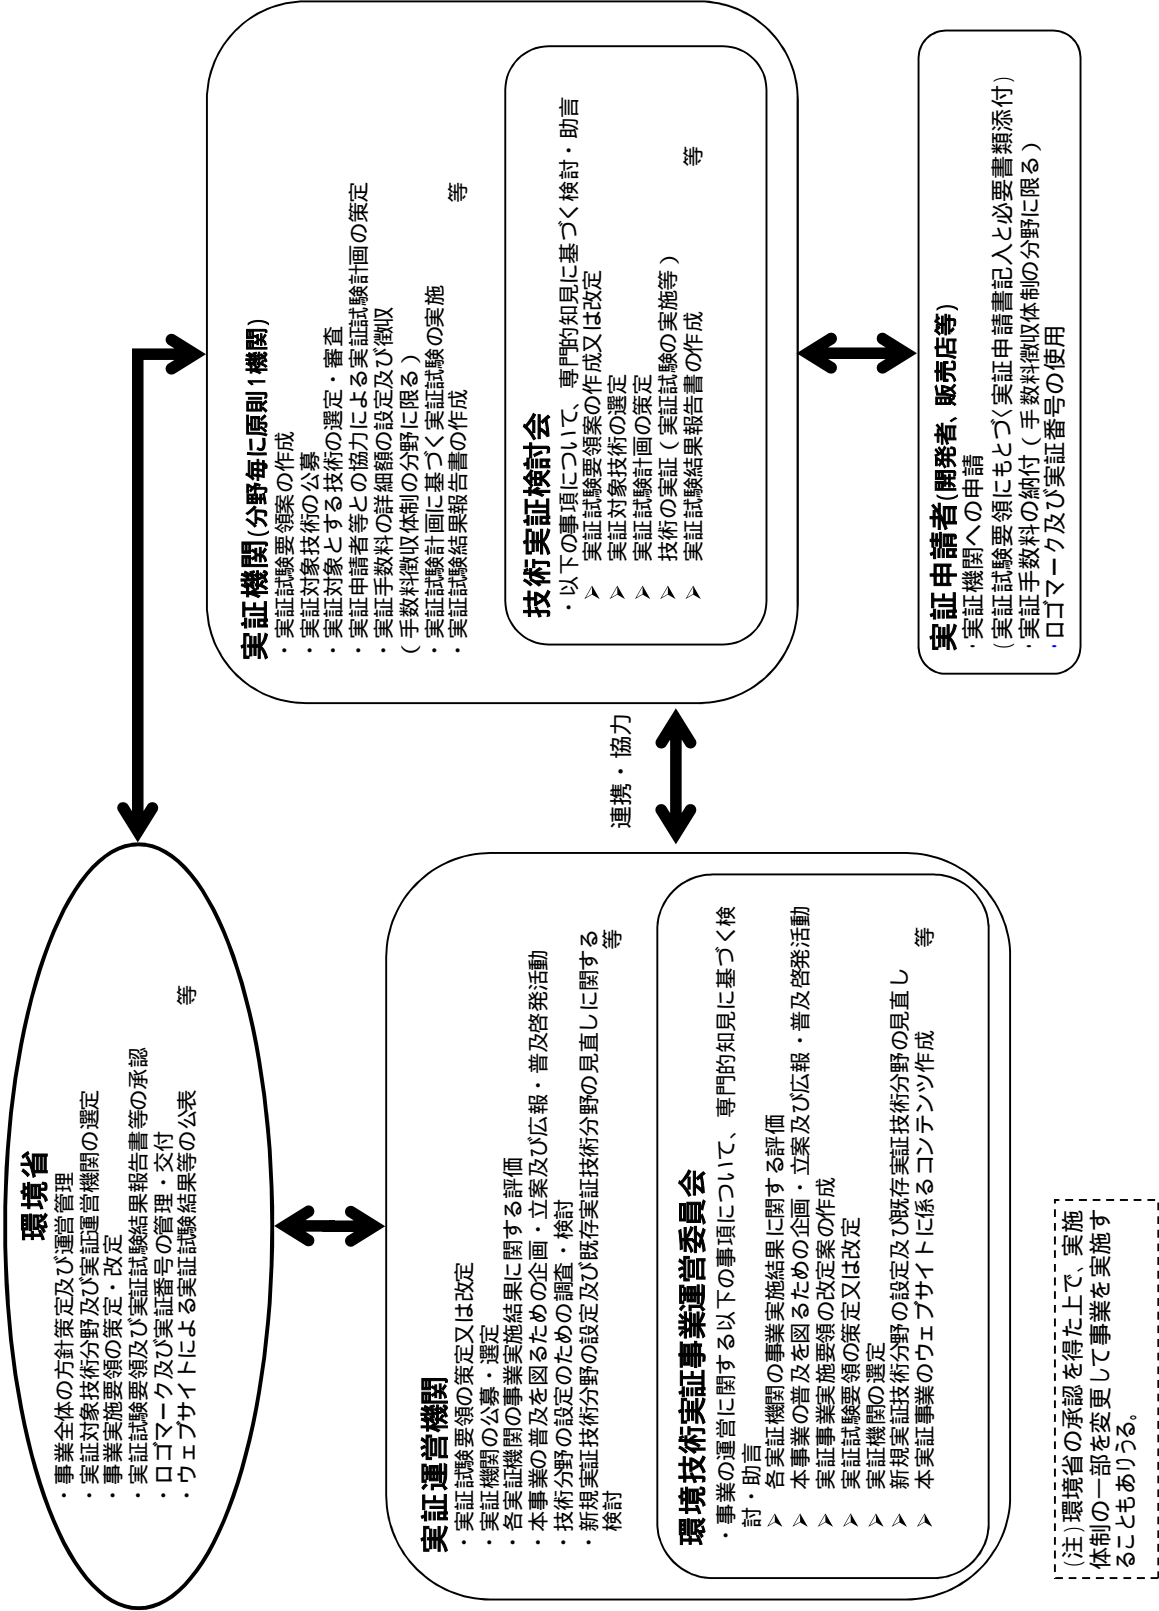 環境省
・事業全体の方針策定及び運営管理
・実証対象技術分野及び実証運営機関の選定
・事業実施要領の策定・改定
・実証試験要領及び実証試験結果報告書等の承認
・ロゴマーク及び実証番号の管理・交付
・ウェブサイトによる実証試験結果等の公表　等
実証運営機関
・実証試験要領の策定又は改定
・実証機関の公募・選定
・各実証機関の事業実施結果に関する評価
・本事業の普及を図るための企画・立案及び広報・普及啓発活動
・技術分野の設定のための調査・検討
・新規実証技術分野の設定及び既存実証技術分野の見直しに関する
検討　等
環境技術実証事業運営委員会
・事業の運営に関する以下の事項について、専門的知見に基づく検
討・助言
➢ 各実証機関の事業実施結果に関する評価
➢ 本事業の普及を図るための企画・立案及び広報・普及啓発活動
➢ 実証事業実施要領の改定案の作成
➢ 実証試験要領の策定又は改定
➢ 実証機関の選定
➢ 新規実証技術分野の設定及び既存実証技術分野の見直し
➢ 本実証事業のウェブサイトに係るコンテンツ作成　等
連携・協力
実証機関(分野毎に原則1機関)
・実証試験要領案の作成
・実証対象技術の公募
・実証対象とする技術の選定・審査
・実証申請者等との協力による実証試験計画の策定
・実証手数料の詳細額の設定及び徴収
(手数料徴収体制の分野に限る)
・実証試験計画に基づく実証試験の実施
・実証試験結果報告書の作成　等
技術実証検討会
・以下の事項について、専門的知見に基づく検討・助言
➢ 実証試験要領案の作成又は改定
➢ 実証対象技術の選定
➢ 実証試験計画の策定
➢ 技術の実証(実証試験の実施等)
➢ 実証試験結果報告書の作成　等
実証申請者(開発者、販売店等)
・実証機関への申請
(実証試験要領にもとづく実証申請書記入と必要書類添付)
・実証手数料の納付(手数料徴収体制の分野に限る)
・ロゴマーク及び実証番号の使用
(注)環境省の承認を得た上で、実施
体制の一部を変更して事業を実施す
ることもありうる。